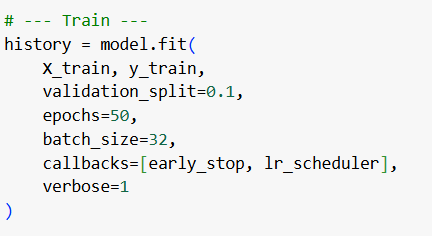 # --- Train ---
history = model.fit(
    X_train, y_train,
    validation_split=0.1,
    epochs=50,
    batch_size=32,
    callbacks=[early_stop, lr_scheduler],
    verbose=1
)